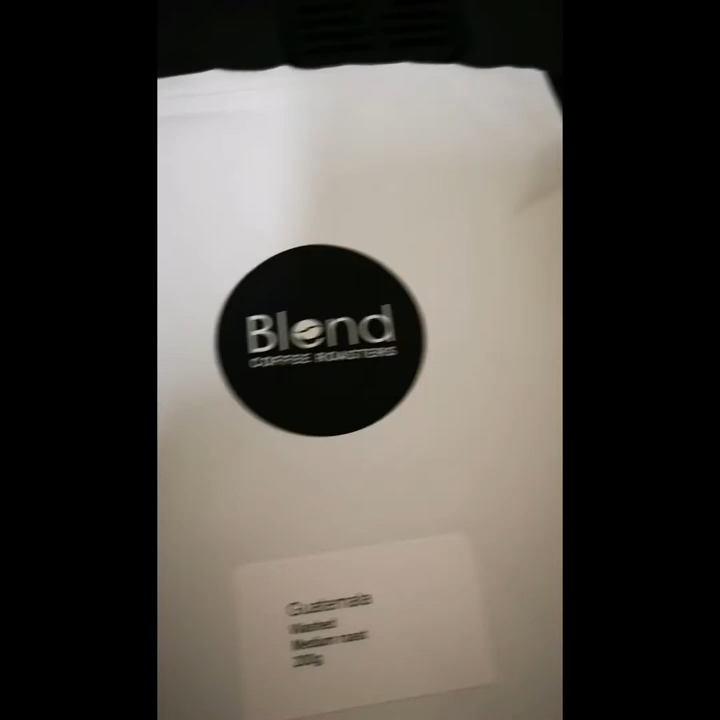 Blend
COFFEE ROASTERS
Guatemala
Washed
Medium roast
200g